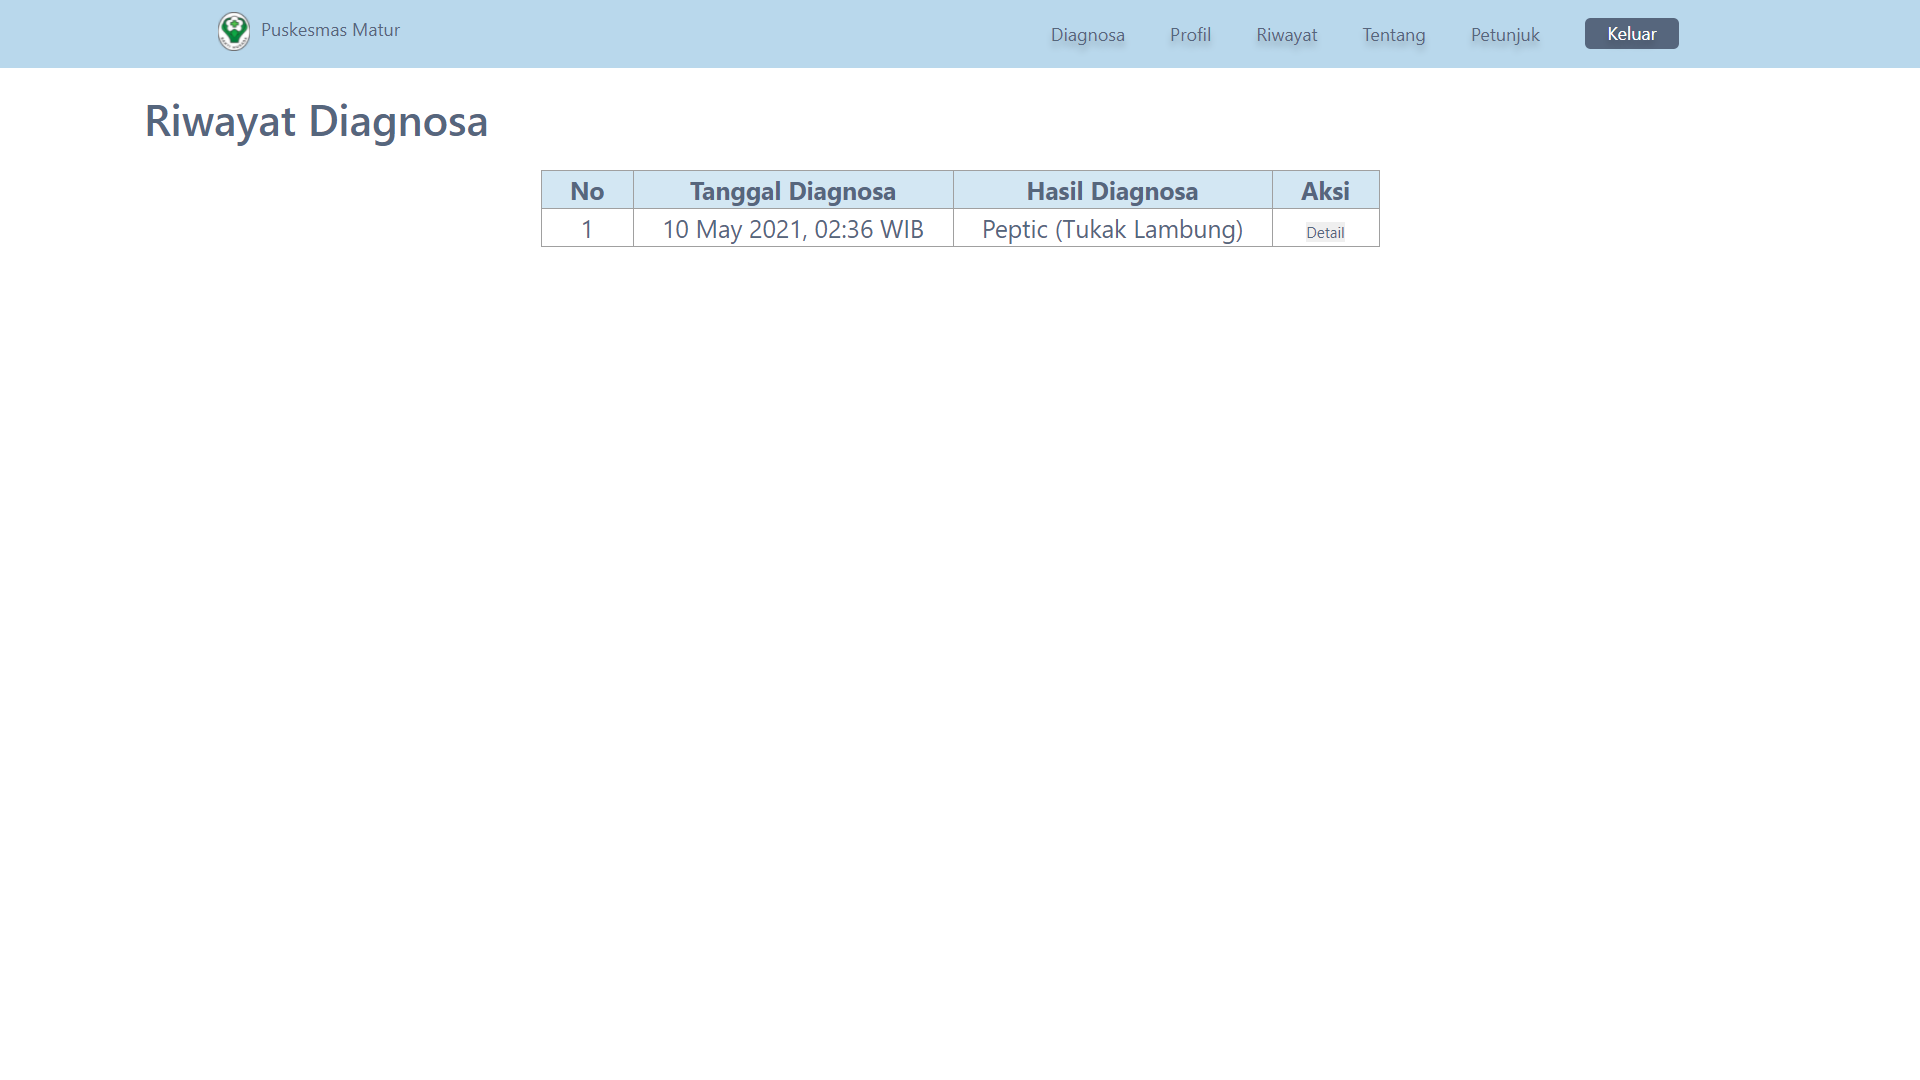 Puskesmas Matur
Diagnosa Profil Riwayat Tentang Petunjuk Keluar
Riwayat Diagnosa
No Tanggal Diagnosa Hasil Diagnosa Aksi
1 10 May 2021, 02:36 WIB Peptic (Tukak Lambung) Detail